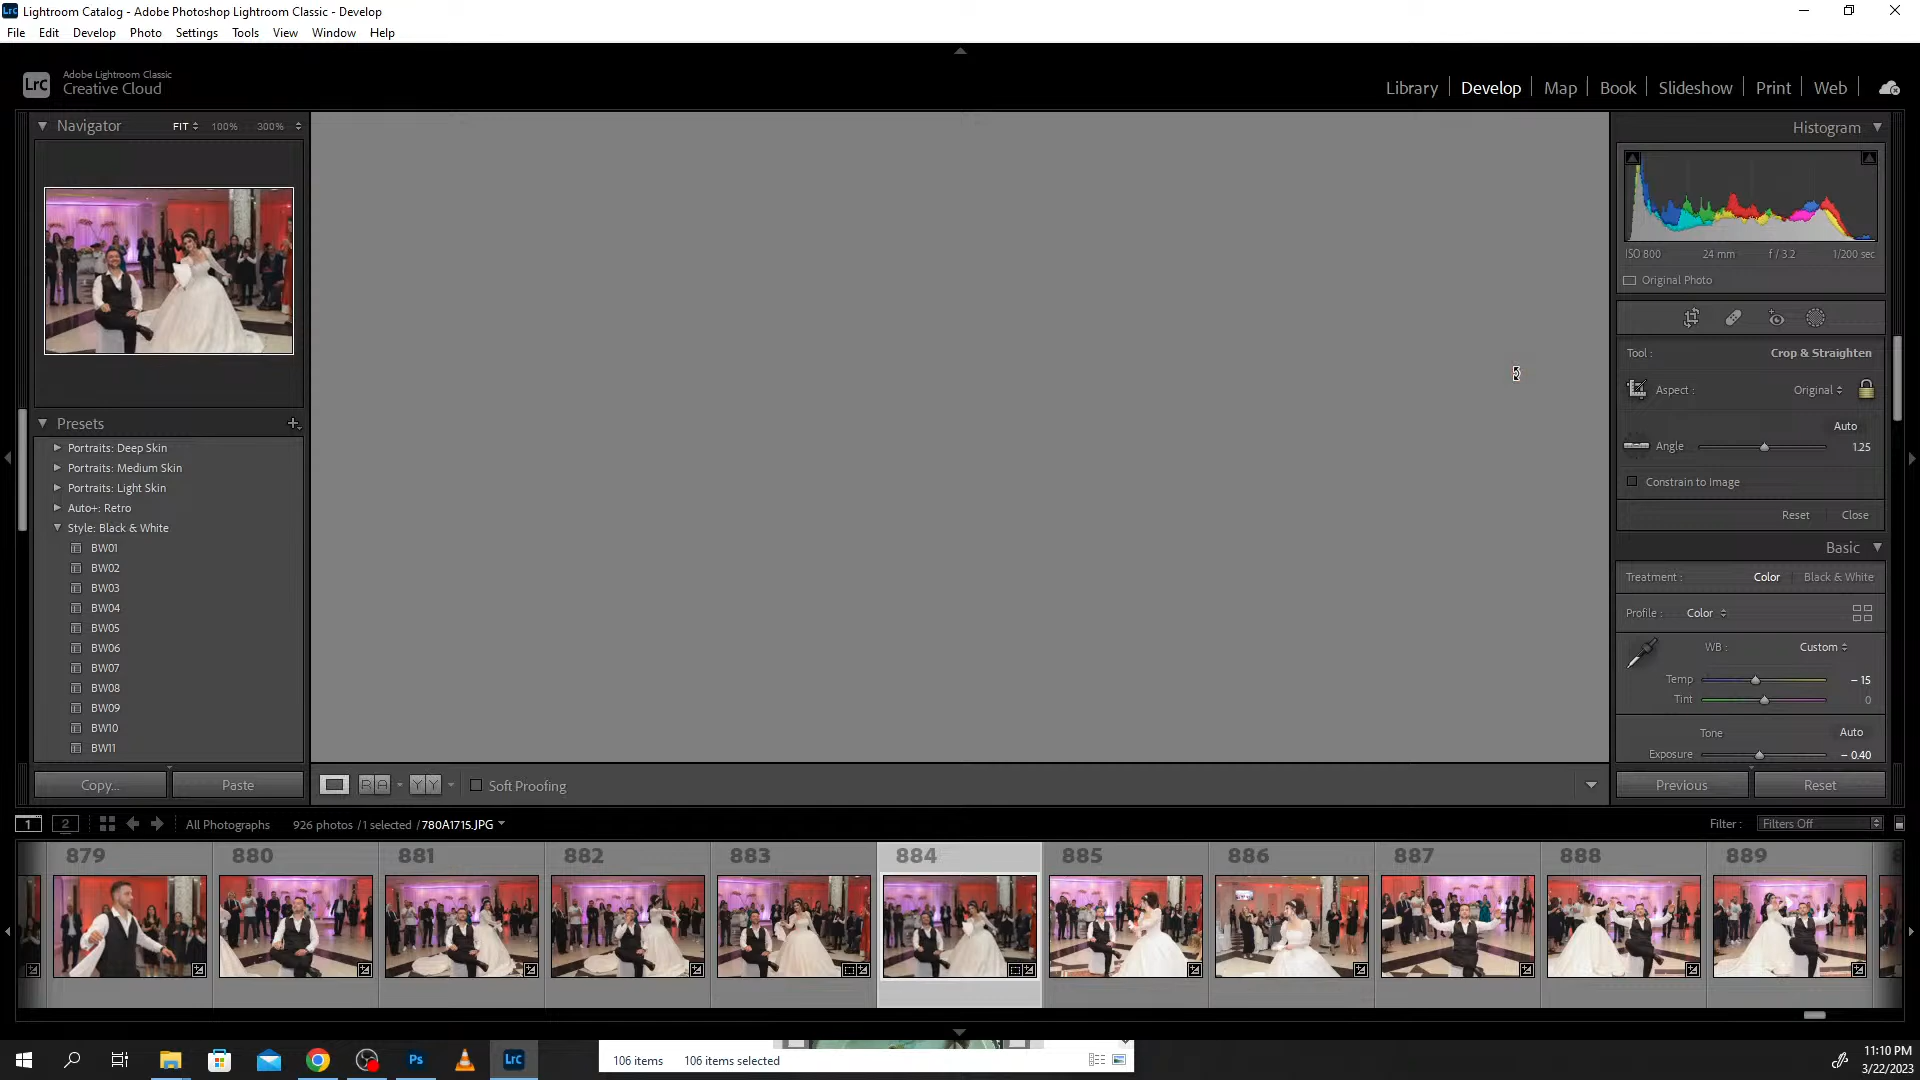 Lightroom Catalog - Adobe Photoshop Lightroom Classic - Develop
File Edit Develop Photo Settings Tools View Window Help
Adobe Lightroom Classic
Creative Cloud
Library Develop Map Book Slideshow Print Web
Navigator FIT 100% 300%
Presets
Portraits: Deep Skin
Portraits: Medium Skin
Portraits: Light Skin
Auto+: Retro
Style: Black & White
BW01
BW02
BW03
BW04
BW05
BW06
BW07
BW08
BW09
BW10
BW11
Copy... Paste
Soft Proofing
Histogram
ISO 800 24 mm f / 3.2 1/200 sec
Original Photo
Tool : Crop & Straighten
Aspect : Original
Auto
Angle 1.25
Constrain to Image
Reset Close
Basic
Treatment : Color Black & White
Profile : Color
WB : Custom
Temp – 15
Tint 0
Tone Auto
Exposure – 0.40
Previous Reset
1 2 All Photographs 926 photos / 1 selected / 780A1715.JPG Filter : Filters Off
879 880 881 882 883 884 885 886 887 888 889
106 items 106 items selected
Ps LrC
11:10 PM
3/22/2023